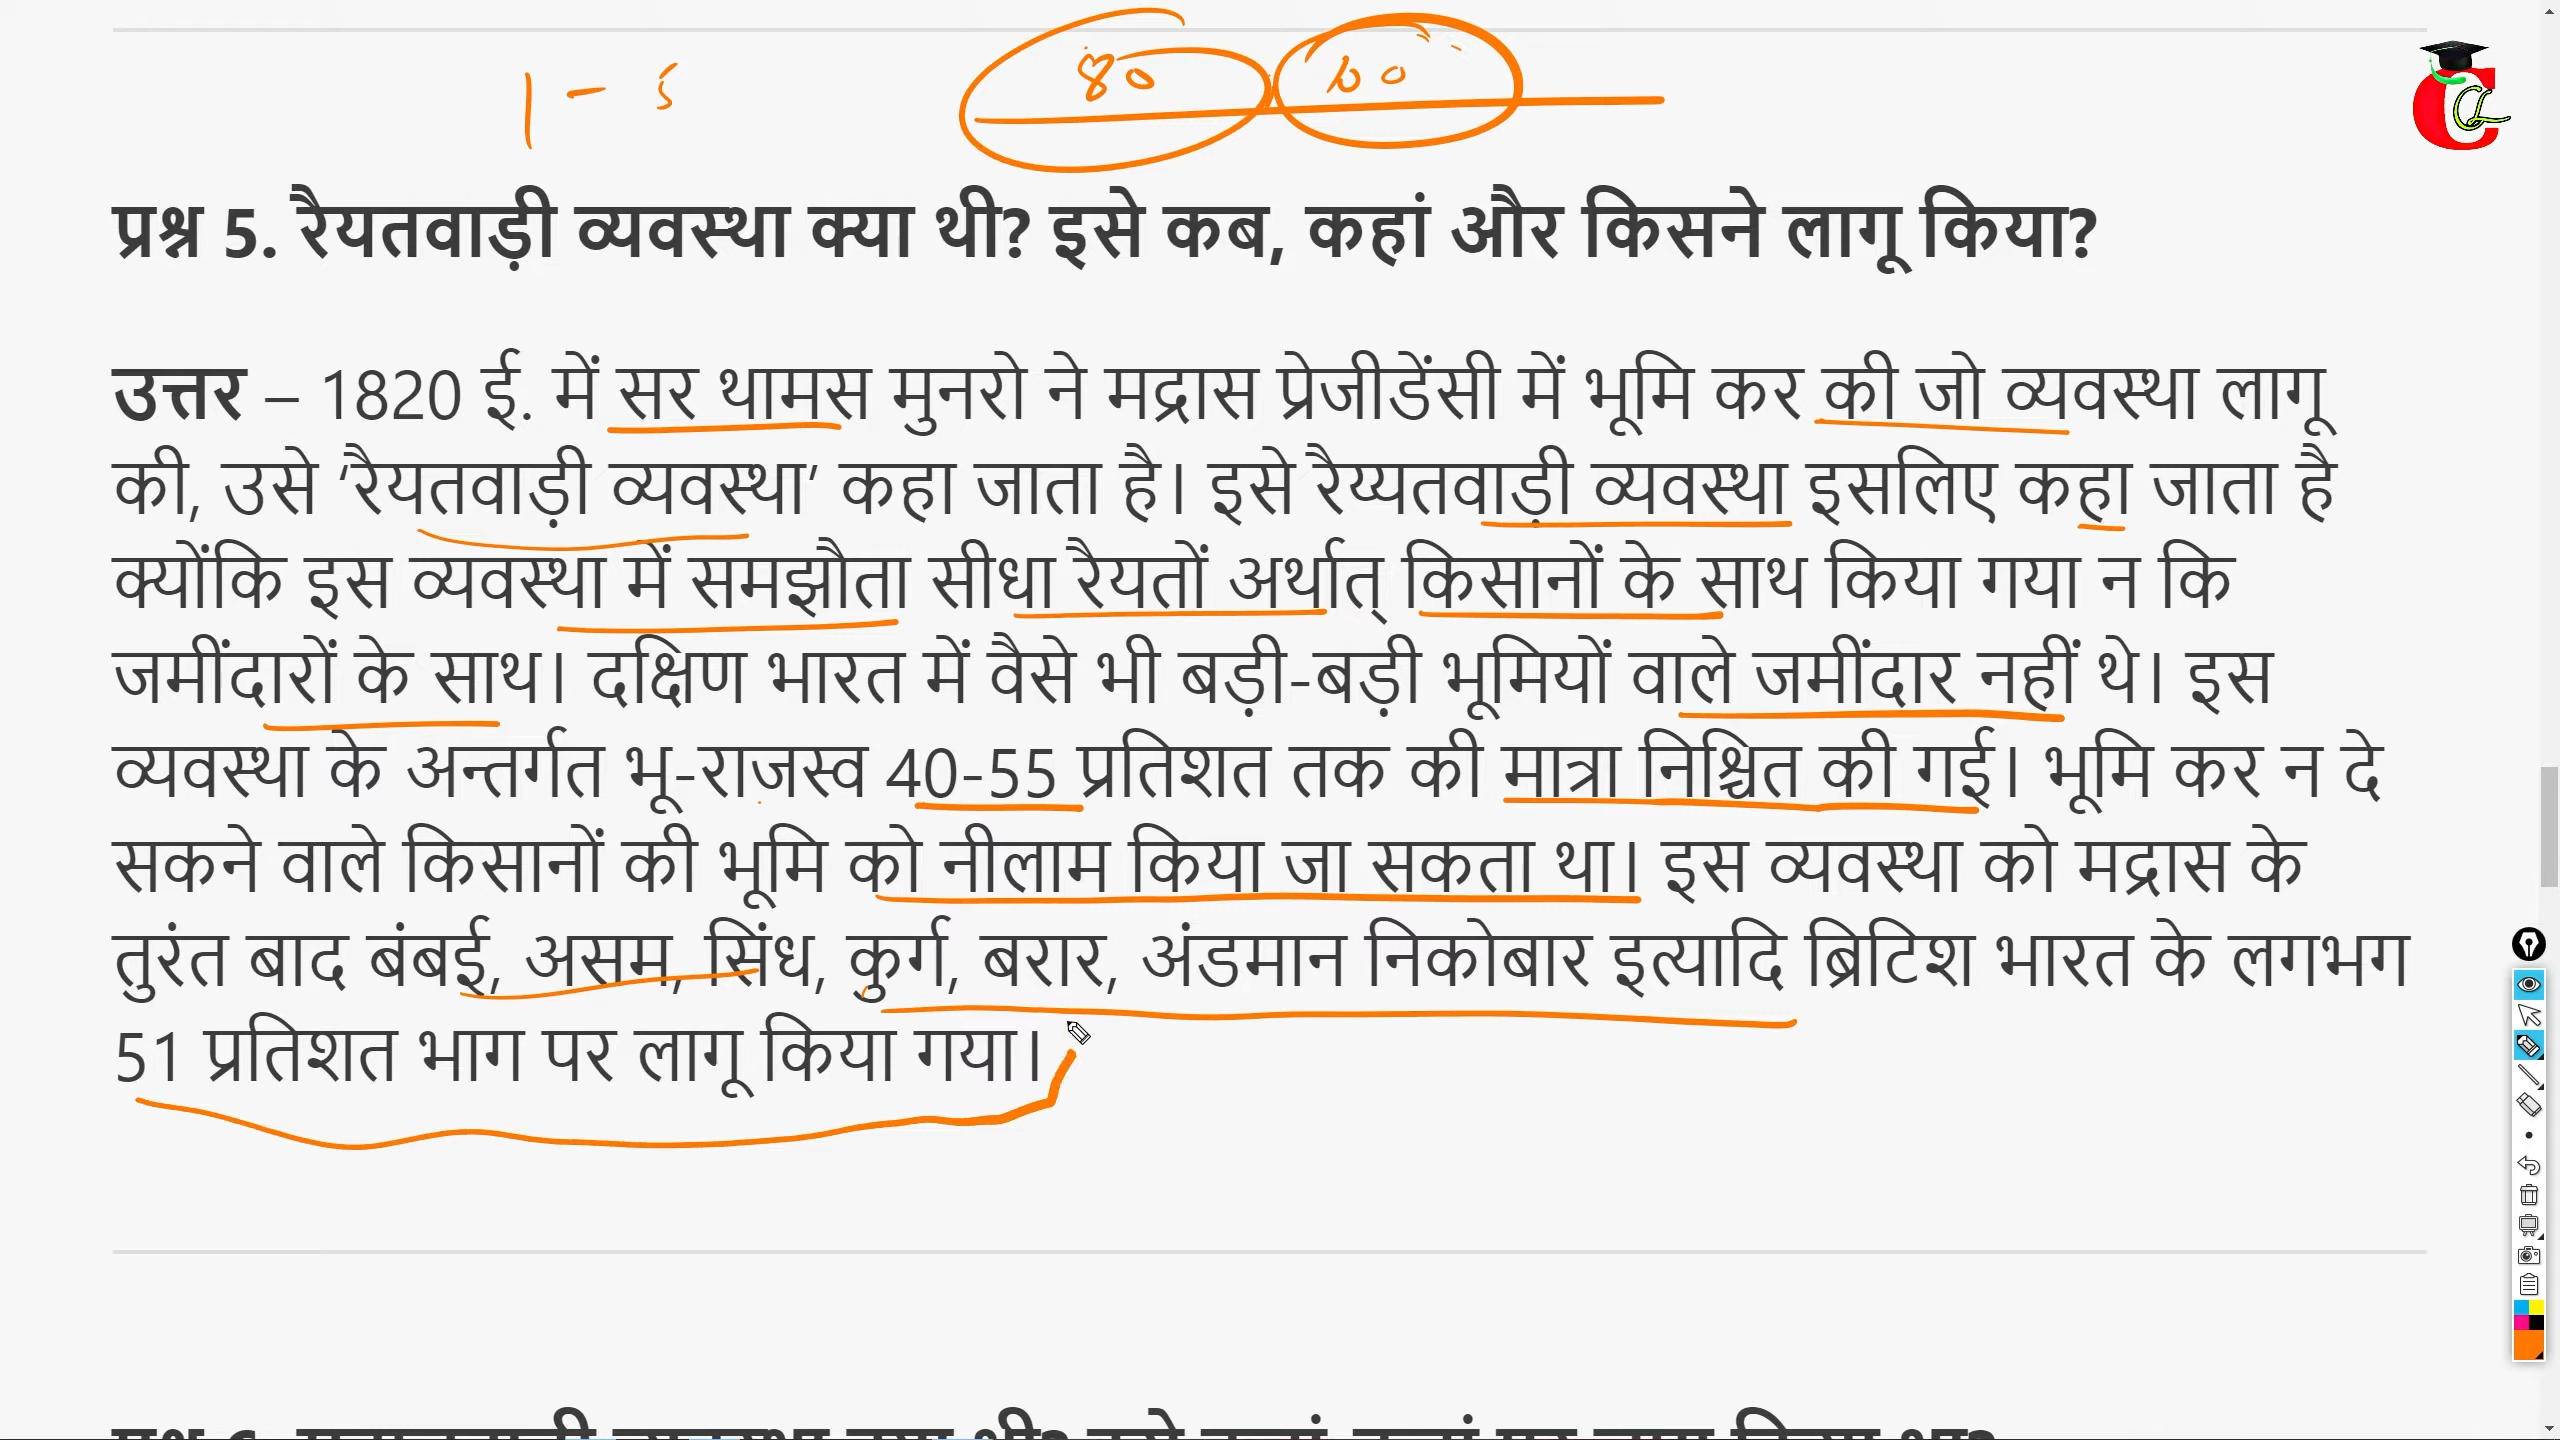 1 - 5
80 60
प्रश्न 5. रैयतवाड़ी व्यवस्था क्या थी? इसे कब, कहां और किसने लागू किया?
उत्तर – 1820 ई. में सर थामस मुनरो ने मद्रास प्रेजीडेंसी में भूमि कर की जो व्यवस्था लागू
की, उसे ‘रैयतवाड़ी व्यवस्था’ कहा जाता है। इसे रैय्यतवाड़ी व्यवस्था इसलिए कहा जाता है
क्योंकि इस व्यवस्था में समझौता सीधा रैयतों अर्थात् किसानों के साथ किया गया न कि
जमींदारों के साथ। दक्षिण भारत में वैसे भी बड़ी-बड़ी भूमियों वाले जमींदार नहीं थे। इस
व्यवस्था के अन्तर्गत भू-राजस्व 40-55 प्रतिशत तक की मात्रा निश्चित की गई। भूमि कर न दे
सकने वाले किसानों की भूमि को नीलाम किया जा सकता था। इस व्यवस्था को मद्रास के
तुरंत बाद बंबई, असम, सिंध, कुर्ग, बरार, अंडमान निकोबार इत्यादि ब्रिटिश भारत के लगभग
51 प्रतिशत भाग पर लागू किया गया।